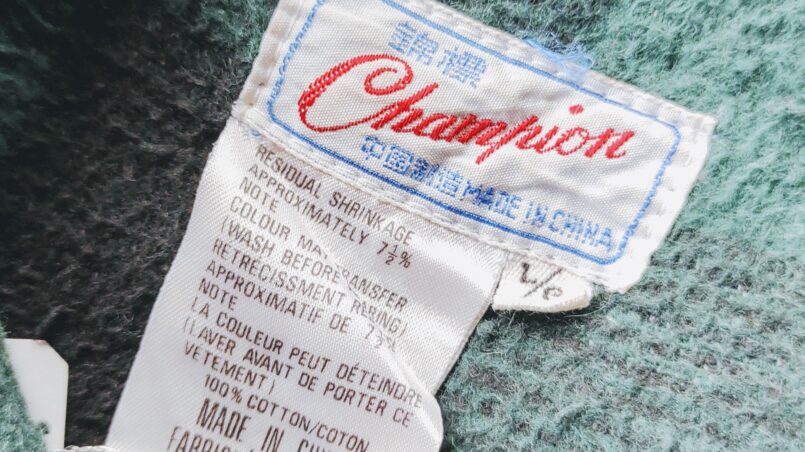 錦標
Champion
中國制造 MADE IN CHINA
RESIDUAL SHRINKAGE
APPROXIMATELY 7½%
NOTE
COLOUR
(WASH BEFORE
RETRECISSMENT
APPROXIMATIF DE 7½%
NOTE
LA COULEUR PEUT DÉTEINDRE
(LAVER AVANT DE PORTER CE
VETEMENT)
100% COTTON/COTON
MADE IN